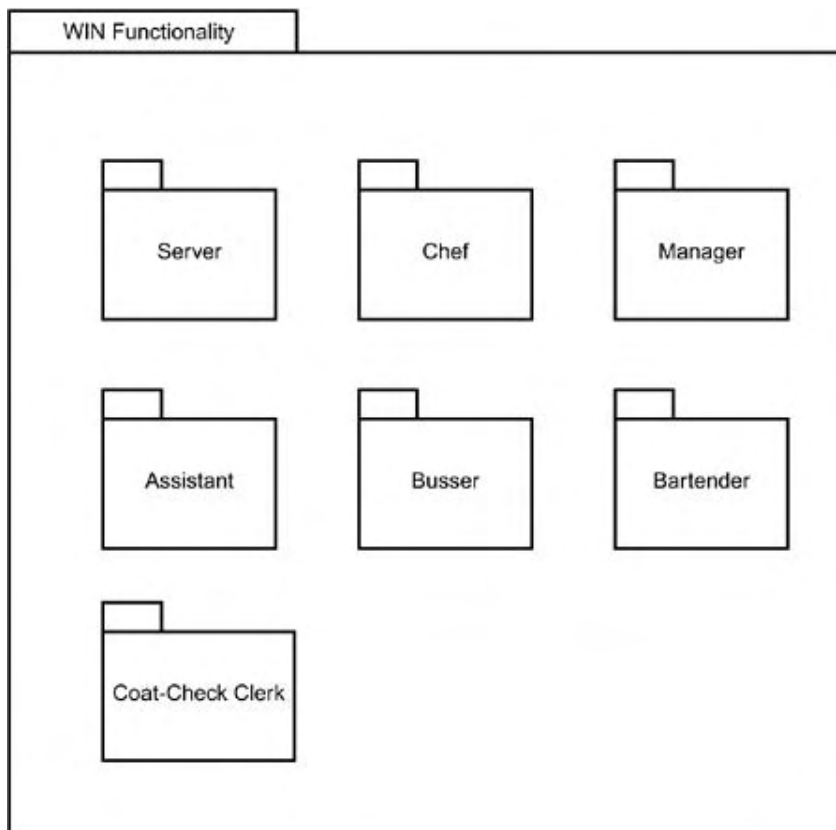 WIN Functionality
Server
Chef
Manager
Assistant
Busser
Bartender
Coat-Check Clerk